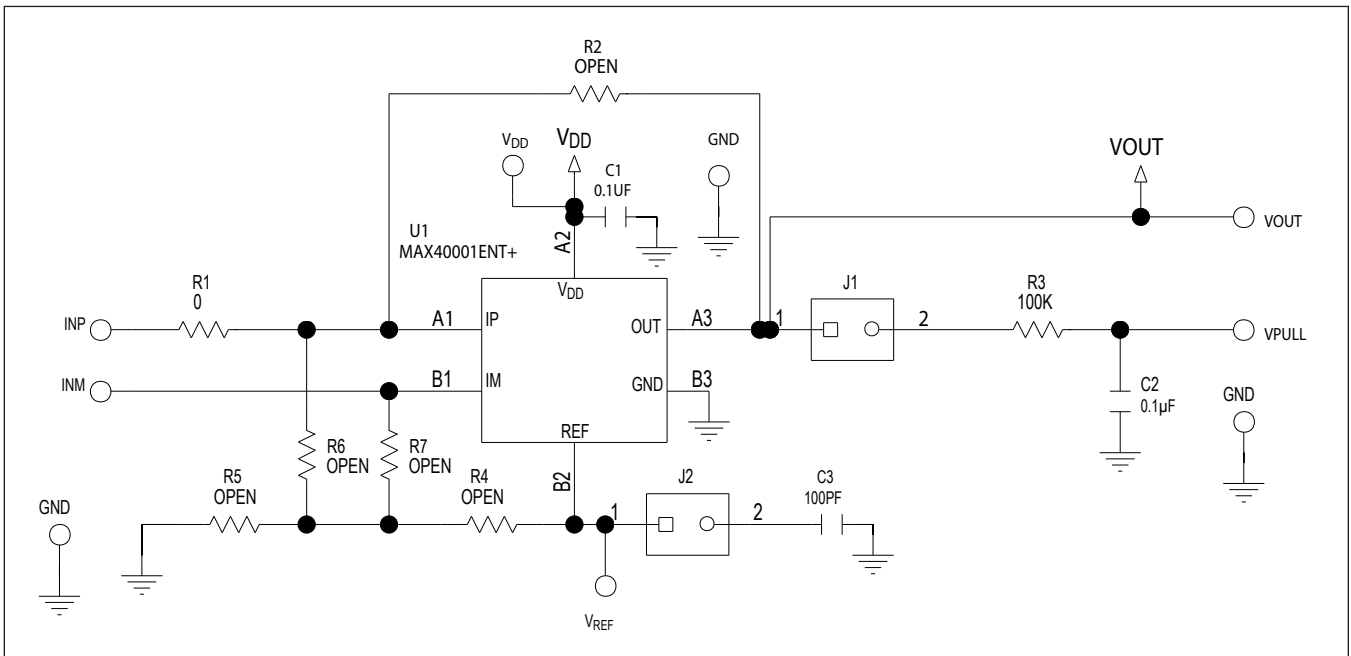 R2
OPEN
VDD
VDD
GND
C1
0.1UF
VOUT
VOUT
U1
MAX40001ENT+
A2
VDD
R1
0
INP
A1
IP
OUT
A3
1
J1
2
R3
100K
VPULL
INM
B1
IM
GND
B3
C2
0.1µF
GND
REF
R6
OPEN
R7
OPEN
B2
R5
OPEN
R4
OPEN
1
J2
2
C3
100PF
GND
VREF